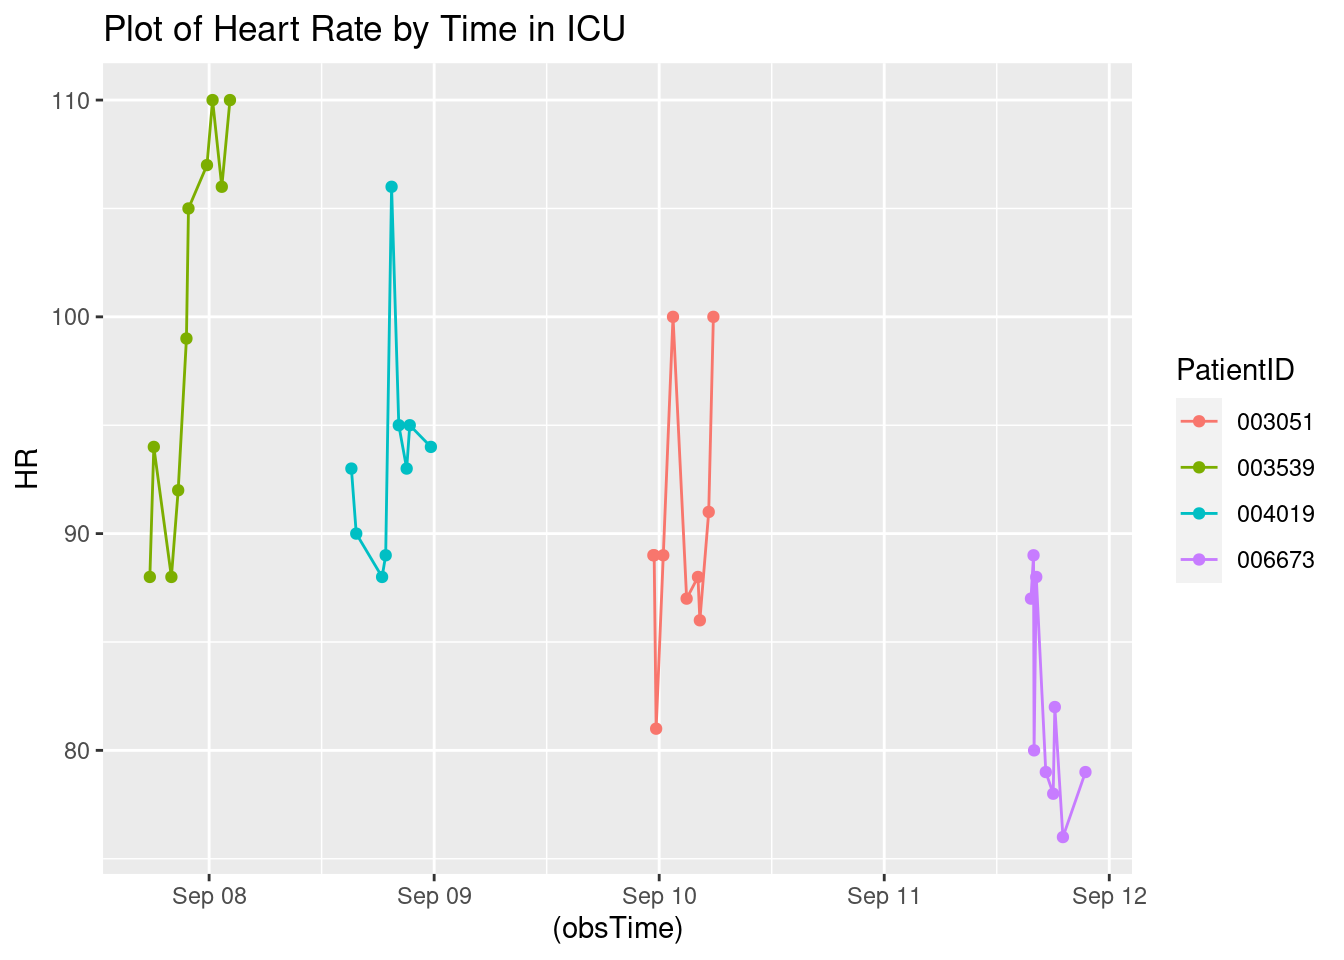 Plot of Heart Rate by Time in ICU
110
100
90
80
HR
Sep 08
Sep 09
Sep 10
Sep 11
Sep 12
(obsTime)
PatientID
003051
003539
004019
006673